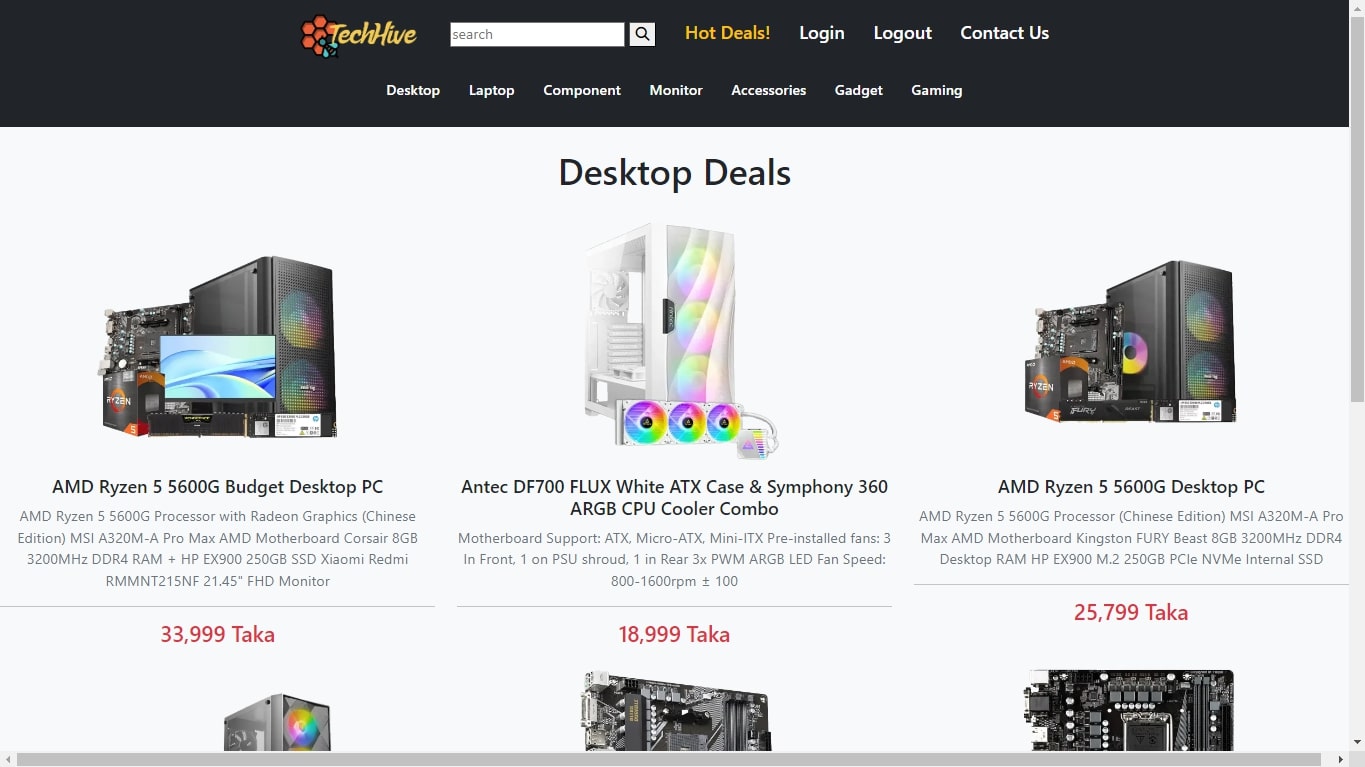 TechHive
search
Hot Deals!
Login
Logout
Contact Us
Desktop
Laptop
Component
Monitor
Accessories
Gadget
Gaming
Desktop Deals
RYZEN
5
AMD Ryzen 5 5600G Budget Desktop PC
AMD Ryzen 5 5600G Processor with Radeon Graphics (Chinese
Edition) MSI A320M-A Pro Max AMD Motherboard Corsair 8GB
3200MHz DDR4 RAM + HP EX900 250GB SSD Xiaomi Redmi
RMMNT215NF 21.45" FHD Monitor
33,999 Taka
Antec DF700 FLUX White ATX Case & Symphony 360
ARGB CPU Cooler Combo
Motherboard Support: ATX, Micro-ATX, Mini-ITX Pre-installed fans: 3
In Front, 1 on PSU shroud, 1 in Rear 3x PWM ARGB LED Fan Speed:
800-1600rpm ± 100
18,999 Taka
RYZEN
5
FURY
BEAST
AMD Ryzen 5 5600G Desktop PC
AMD Ryzen 5 5600G Processor (Chinese Edition) MSI A320M-A Pro
Max AMD Motherboard Kingston FURY Beast 8GB 3200MHz DDR4
Desktop RAM HP EX900 M.2 250GB PCIe NVMe Internal SSD
25,799 Taka